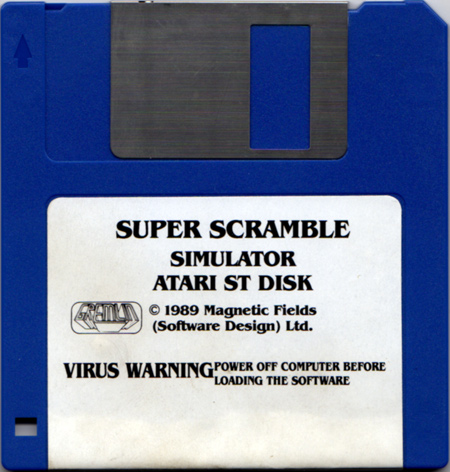 SUPER SCRAMBLE
SIMULATOR
ATARI ST DISK
GREMLIN
© 1989 Magnetic Fields
(Software Design) Ltd.
VIRUS WARNING POWER OFF COMPUTER BEFORE
LOADING THE SOFTWARE